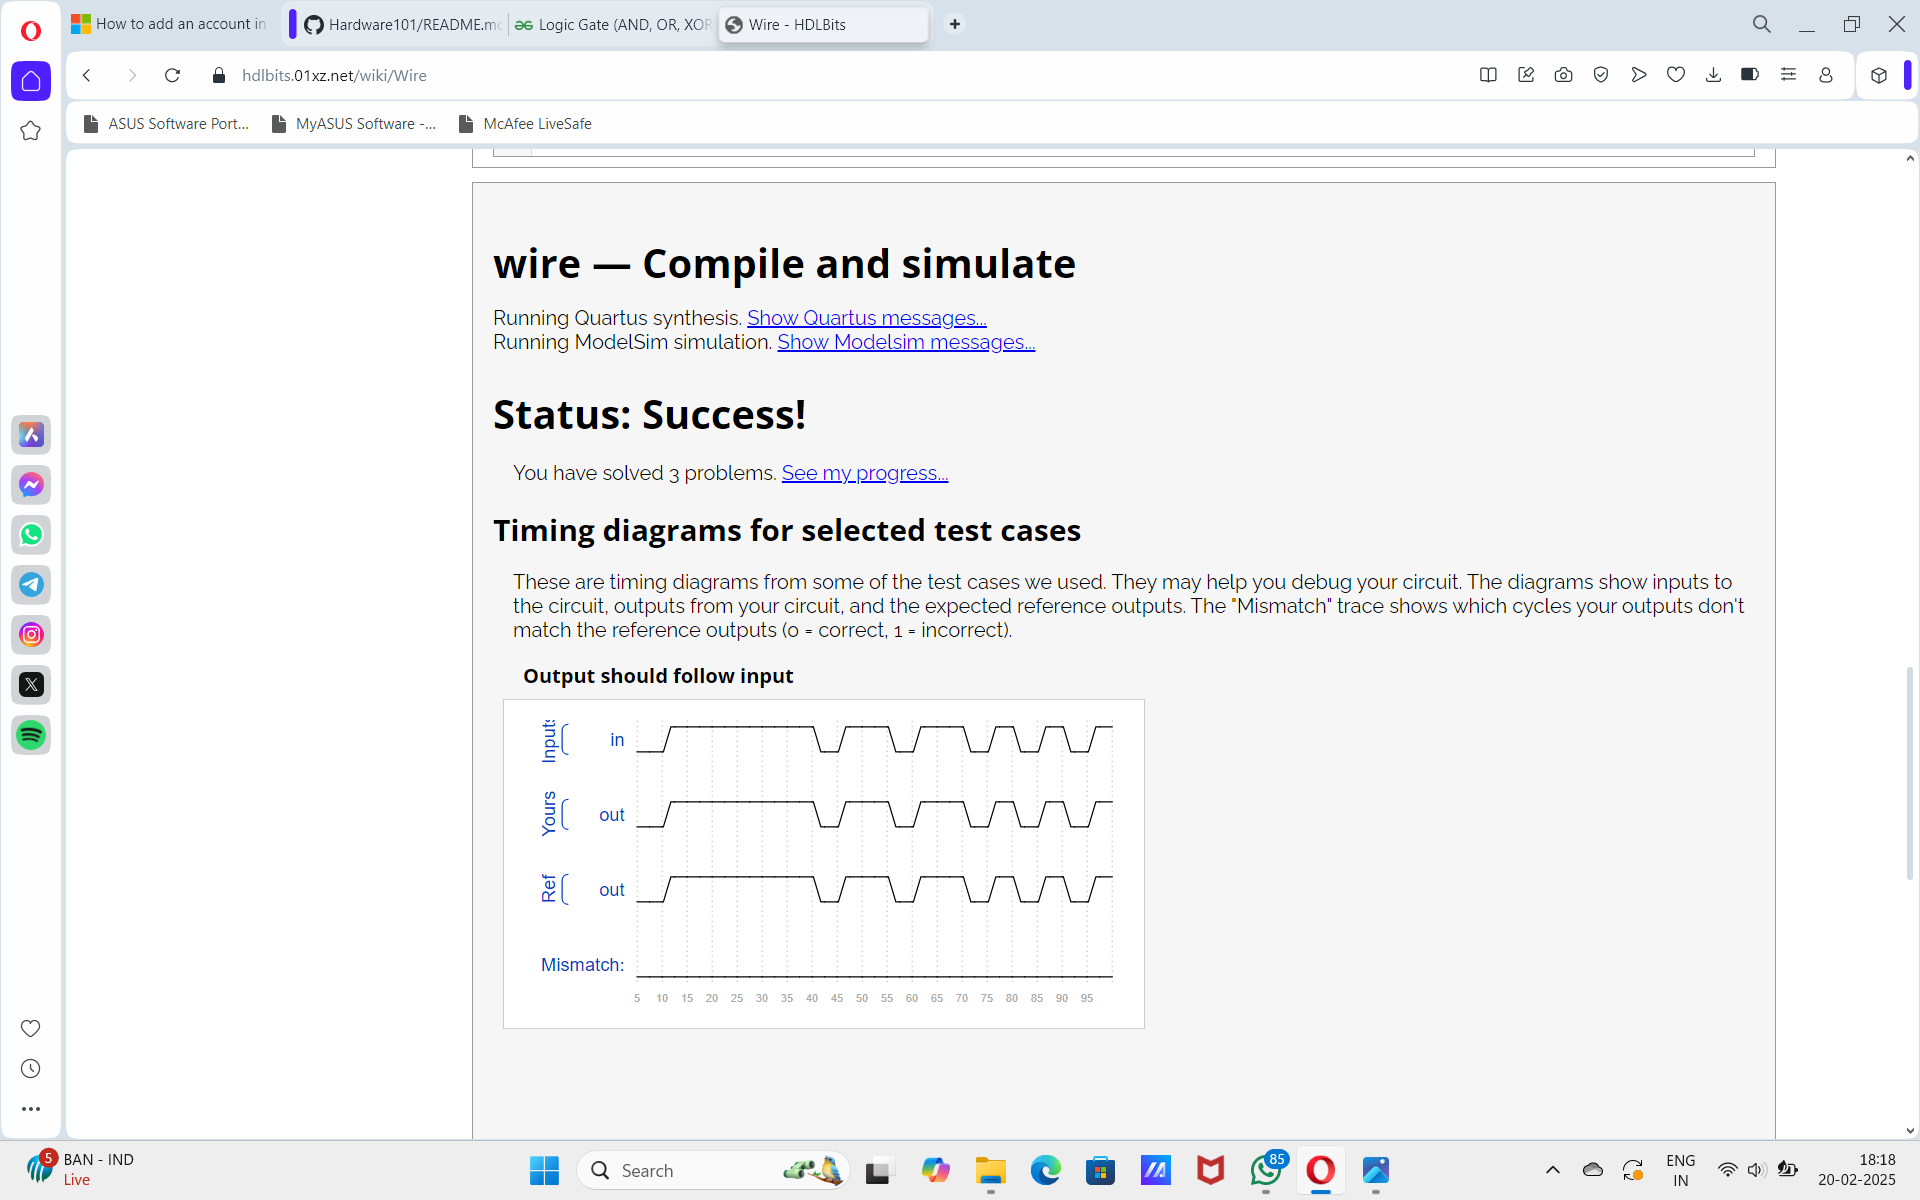 How to add an account in
Hardware101/README.mc
Logic Gate (AND, OR, XOR
Wire - HDLBits
hdlbits.01xz.net/wiki/Wire
ASUS Software Port...
MyASUS Software -...
McAfee LiveSafe
wire — Compile and simulate
Running Quartus synthesis. Show Quartus messages...
Running ModelSim simulation. Show Modelsim messages...
Status: Success!
You have solved 3 problems. See my progress...
Timing diagrams for selected test cases
These are timing diagrams from some of the test cases we used. They may help you debug your circuit. The diagrams show inputs to
the circuit, outputs from your circuit, and the expected reference outputs. The "Mismatch" trace shows which cycles your outputs don't
match the reference outputs (0 = correct, 1 = incorrect).
Output should follow input
Inputs
in
Yours
out
Ref
out
Mismatch:
5 10 15 20 25 30 35 40 45 50 55 60 65 70 75 80 85 90 95
5
BAN - IND
Live
Search
85
ENG
IN
18:18
20-02-2025